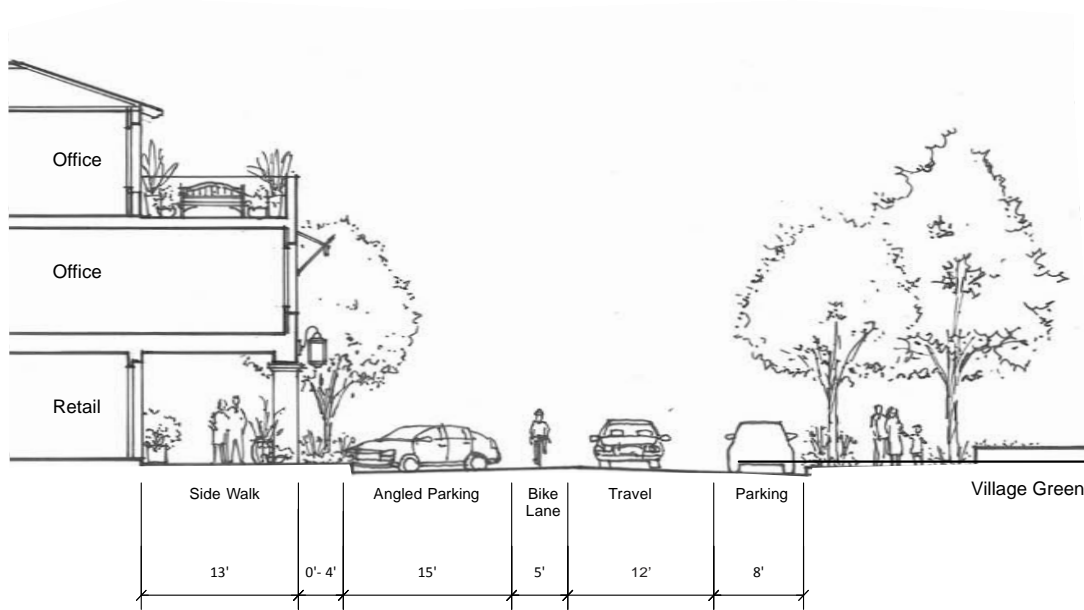 Office
Office
Retail
Side Walk
Angled Parking
Bike
Lane
Travel
Parking
Village Green
13'
0'- 4'
15'
5'
12'
8'